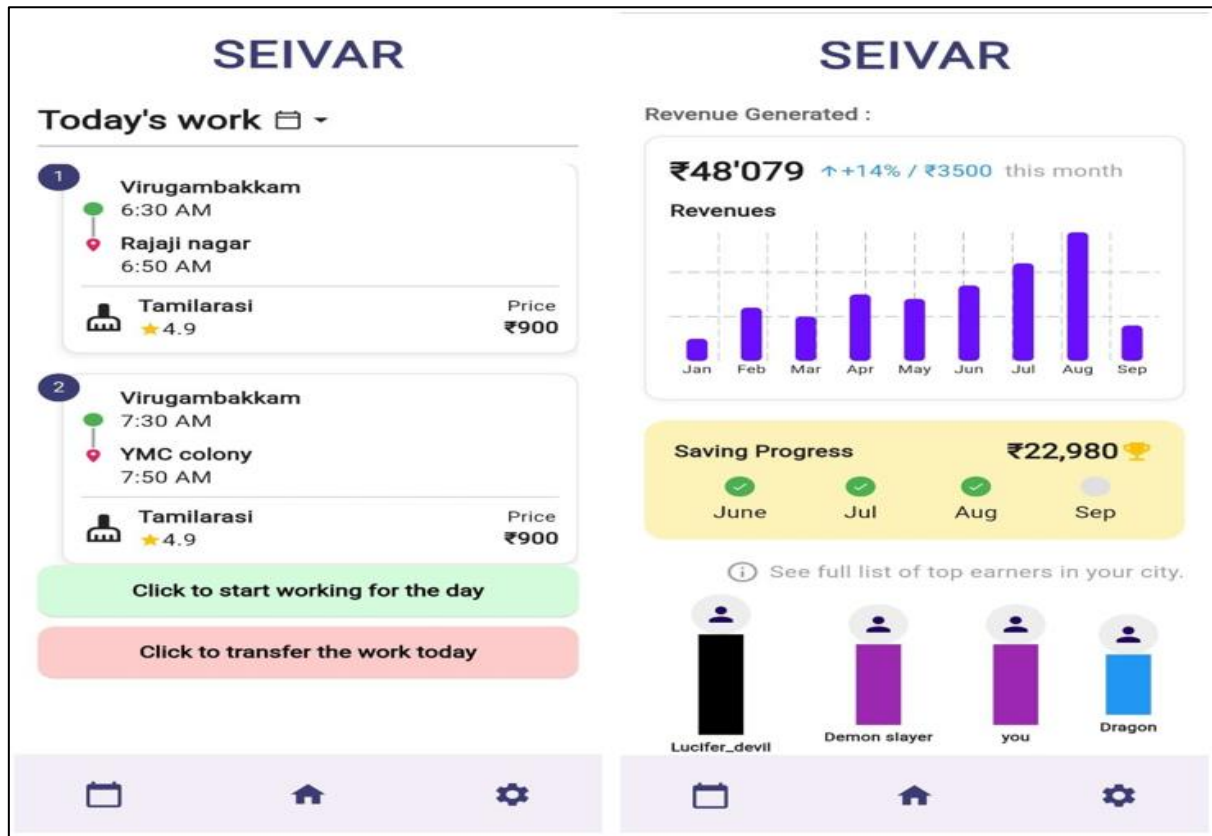 SEIVAR
Today's work
1
Virugambakkam
6:30 AM
Rajaji nagar
6:50 AM
Tamilarasi
4.9
Price
₹900
2
Virugambakkam
7:30 AM
YMC colony
7:50 AM
Tamilarasi
4.9
Price
₹900
Click to start working for the day
Click to transfer the work today
SEIVAR
Revenue Generated :
₹48'079 ↑+14% / ₹3500 this month
Revenues
Jan Feb Mar Apr May Jun Jul Aug Sep
Saving Progress ₹22,980
June Jul Aug Sep
See full list of top earners in your city.
Lucifer_devil
Demon slayer
you
Dragon